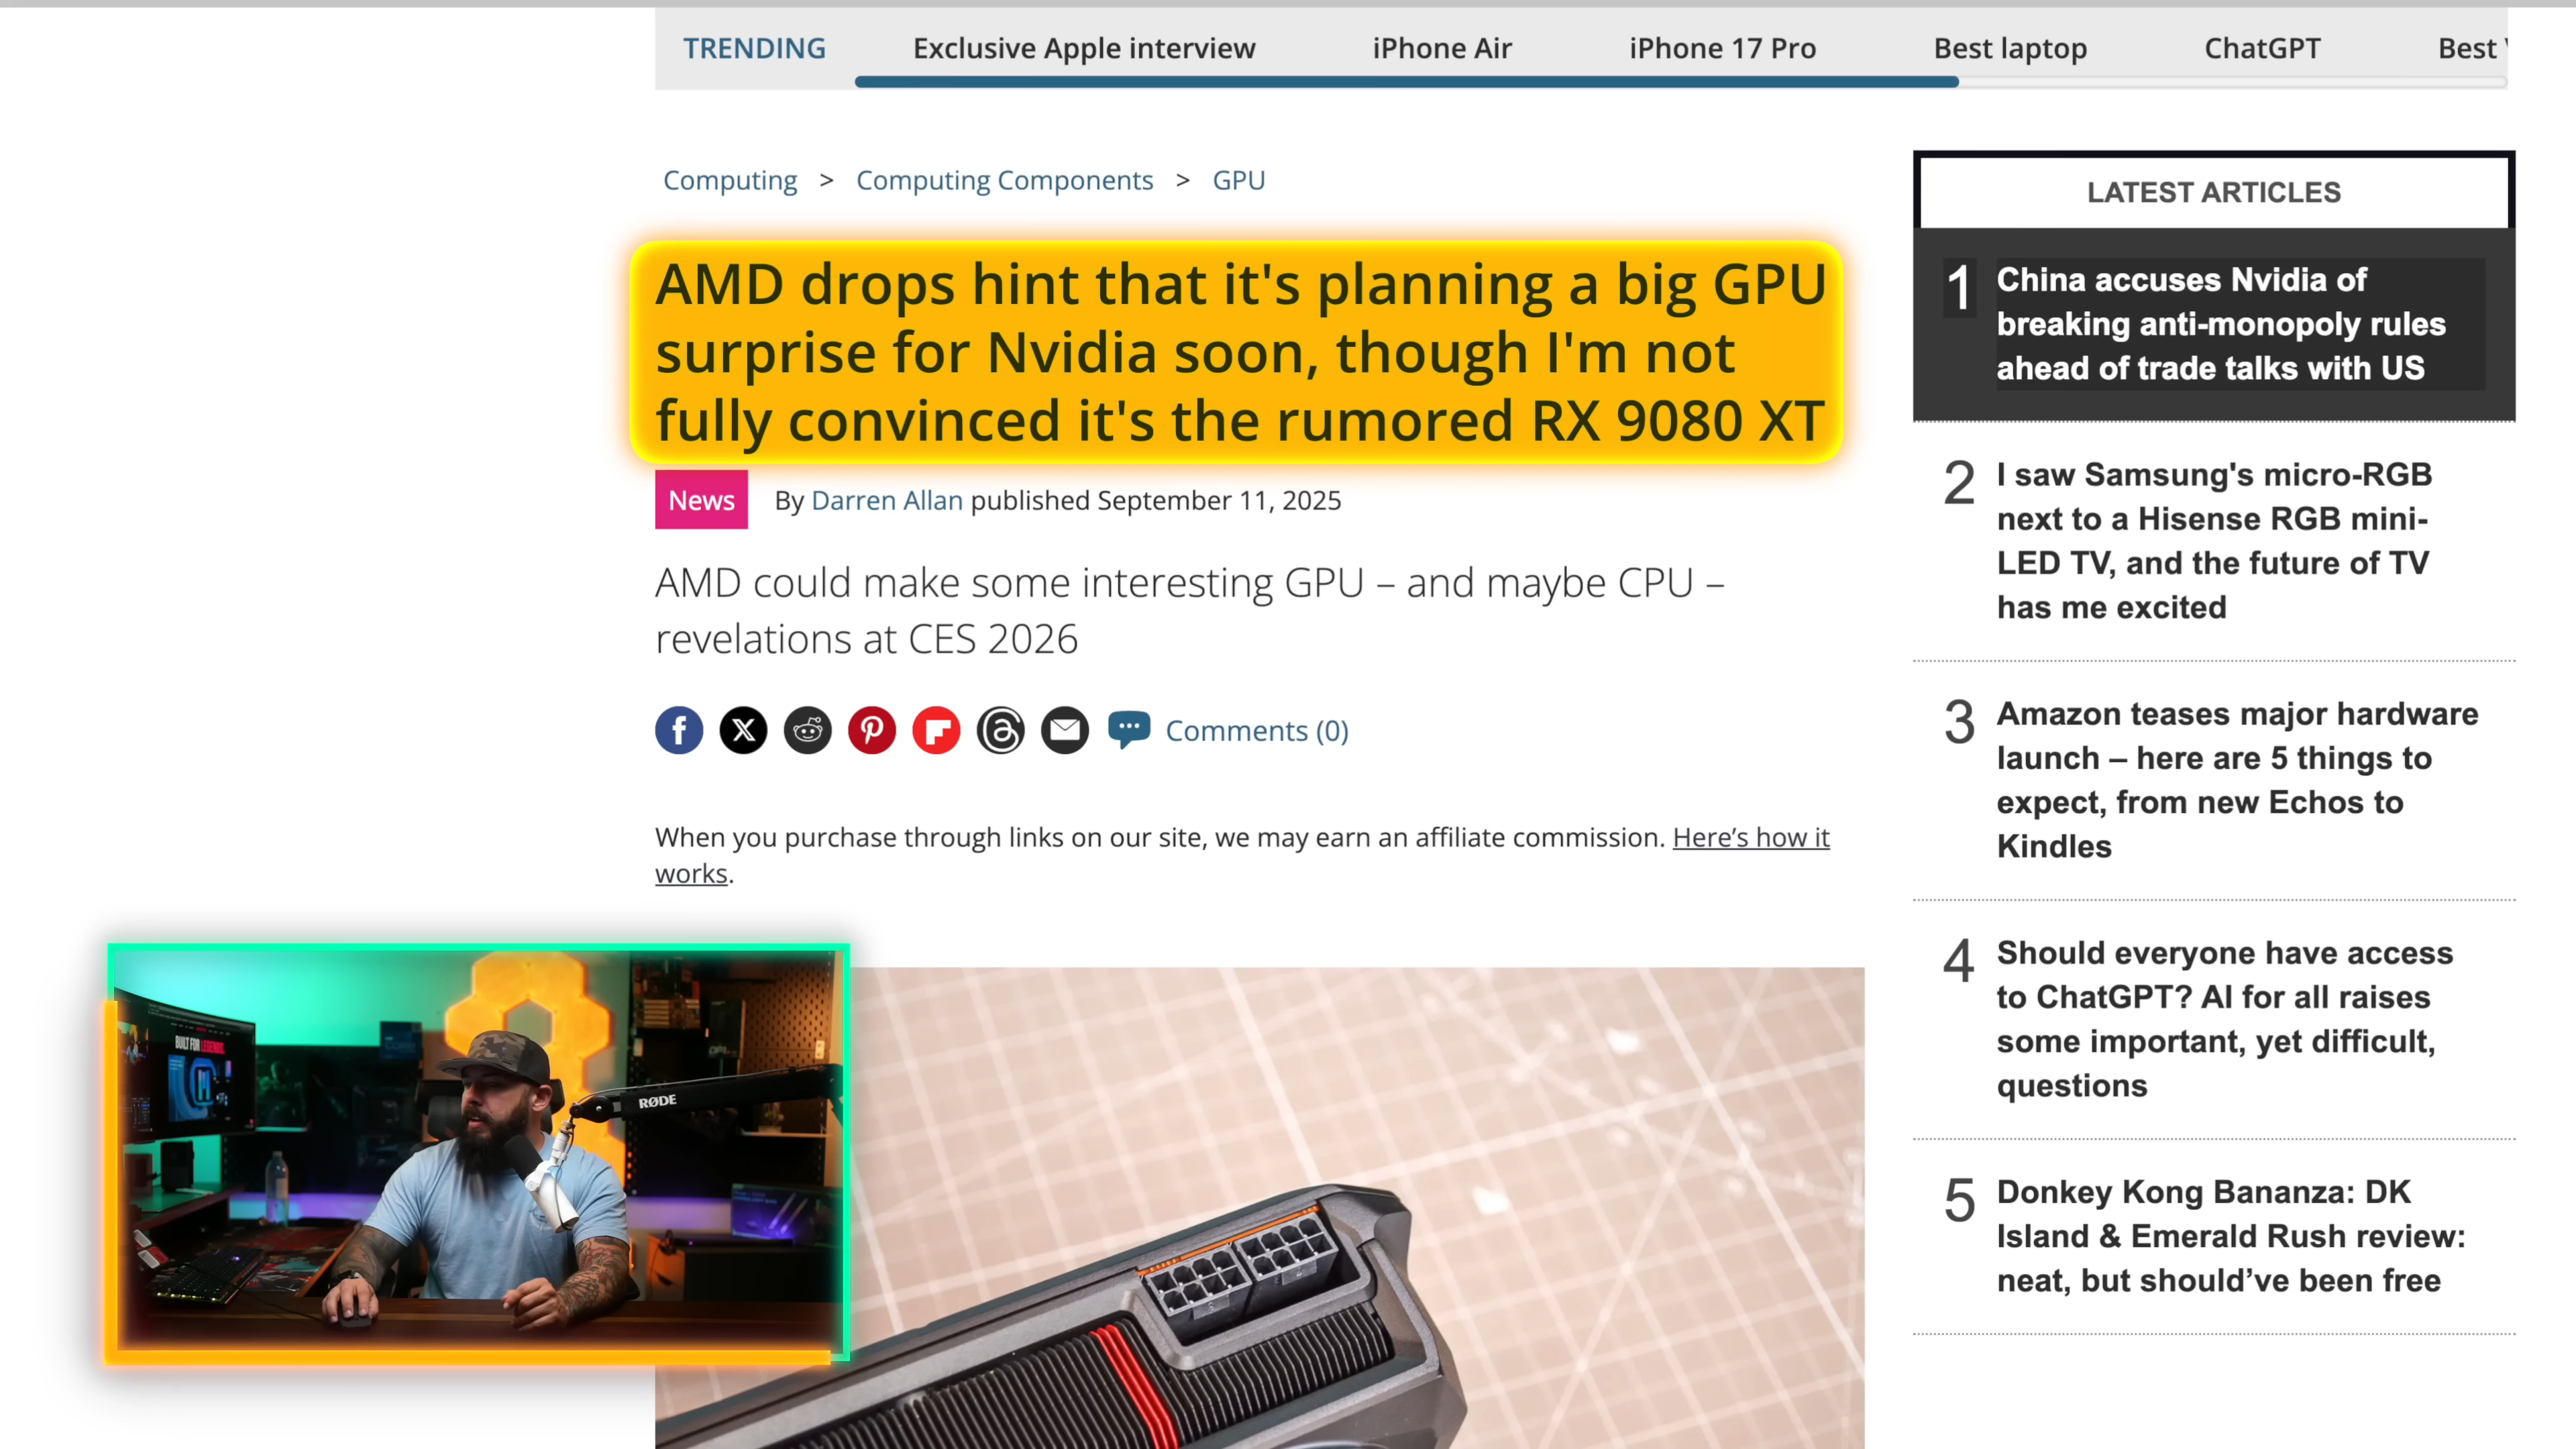 TRENDING Exclusive Apple interview iPhone Air iPhone 17 Pro Best laptop ChatGPT Best
Computing > Computing Components > GPU
AMD drops hint that it's planning a big GPU
surprise for Nvidia soon, though I'm not
fully convinced it's the rumored RX 9080 XT
News By Darren Allan published September 11, 2025
AMD could make some interesting GPU – and maybe CPU –
revelations at CES 2026
Comments (0)
When you purchase through links on our site, we may earn an affiliate commission. Here’s how it
works.
BUILT FOR LEGENDS.
RØDE
LATEST ARTICLES
1 China accuses Nvidia of
breaking anti-monopoly rules
ahead of trade talks with US
2 I saw Samsung's micro-RGB
next to a Hisense RGB mini-
LED TV, and the future of TV
has me excited
3 Amazon teases major hardware
launch – here are 5 things to
expect, from new Echos to
Kindles
4 Should everyone have access
to ChatGPT? AI for all raises
some important, yet difficult,
questions
5 Donkey Kong Bananza: DK
Island & Emerald Rush review:
neat, but should’ve been free